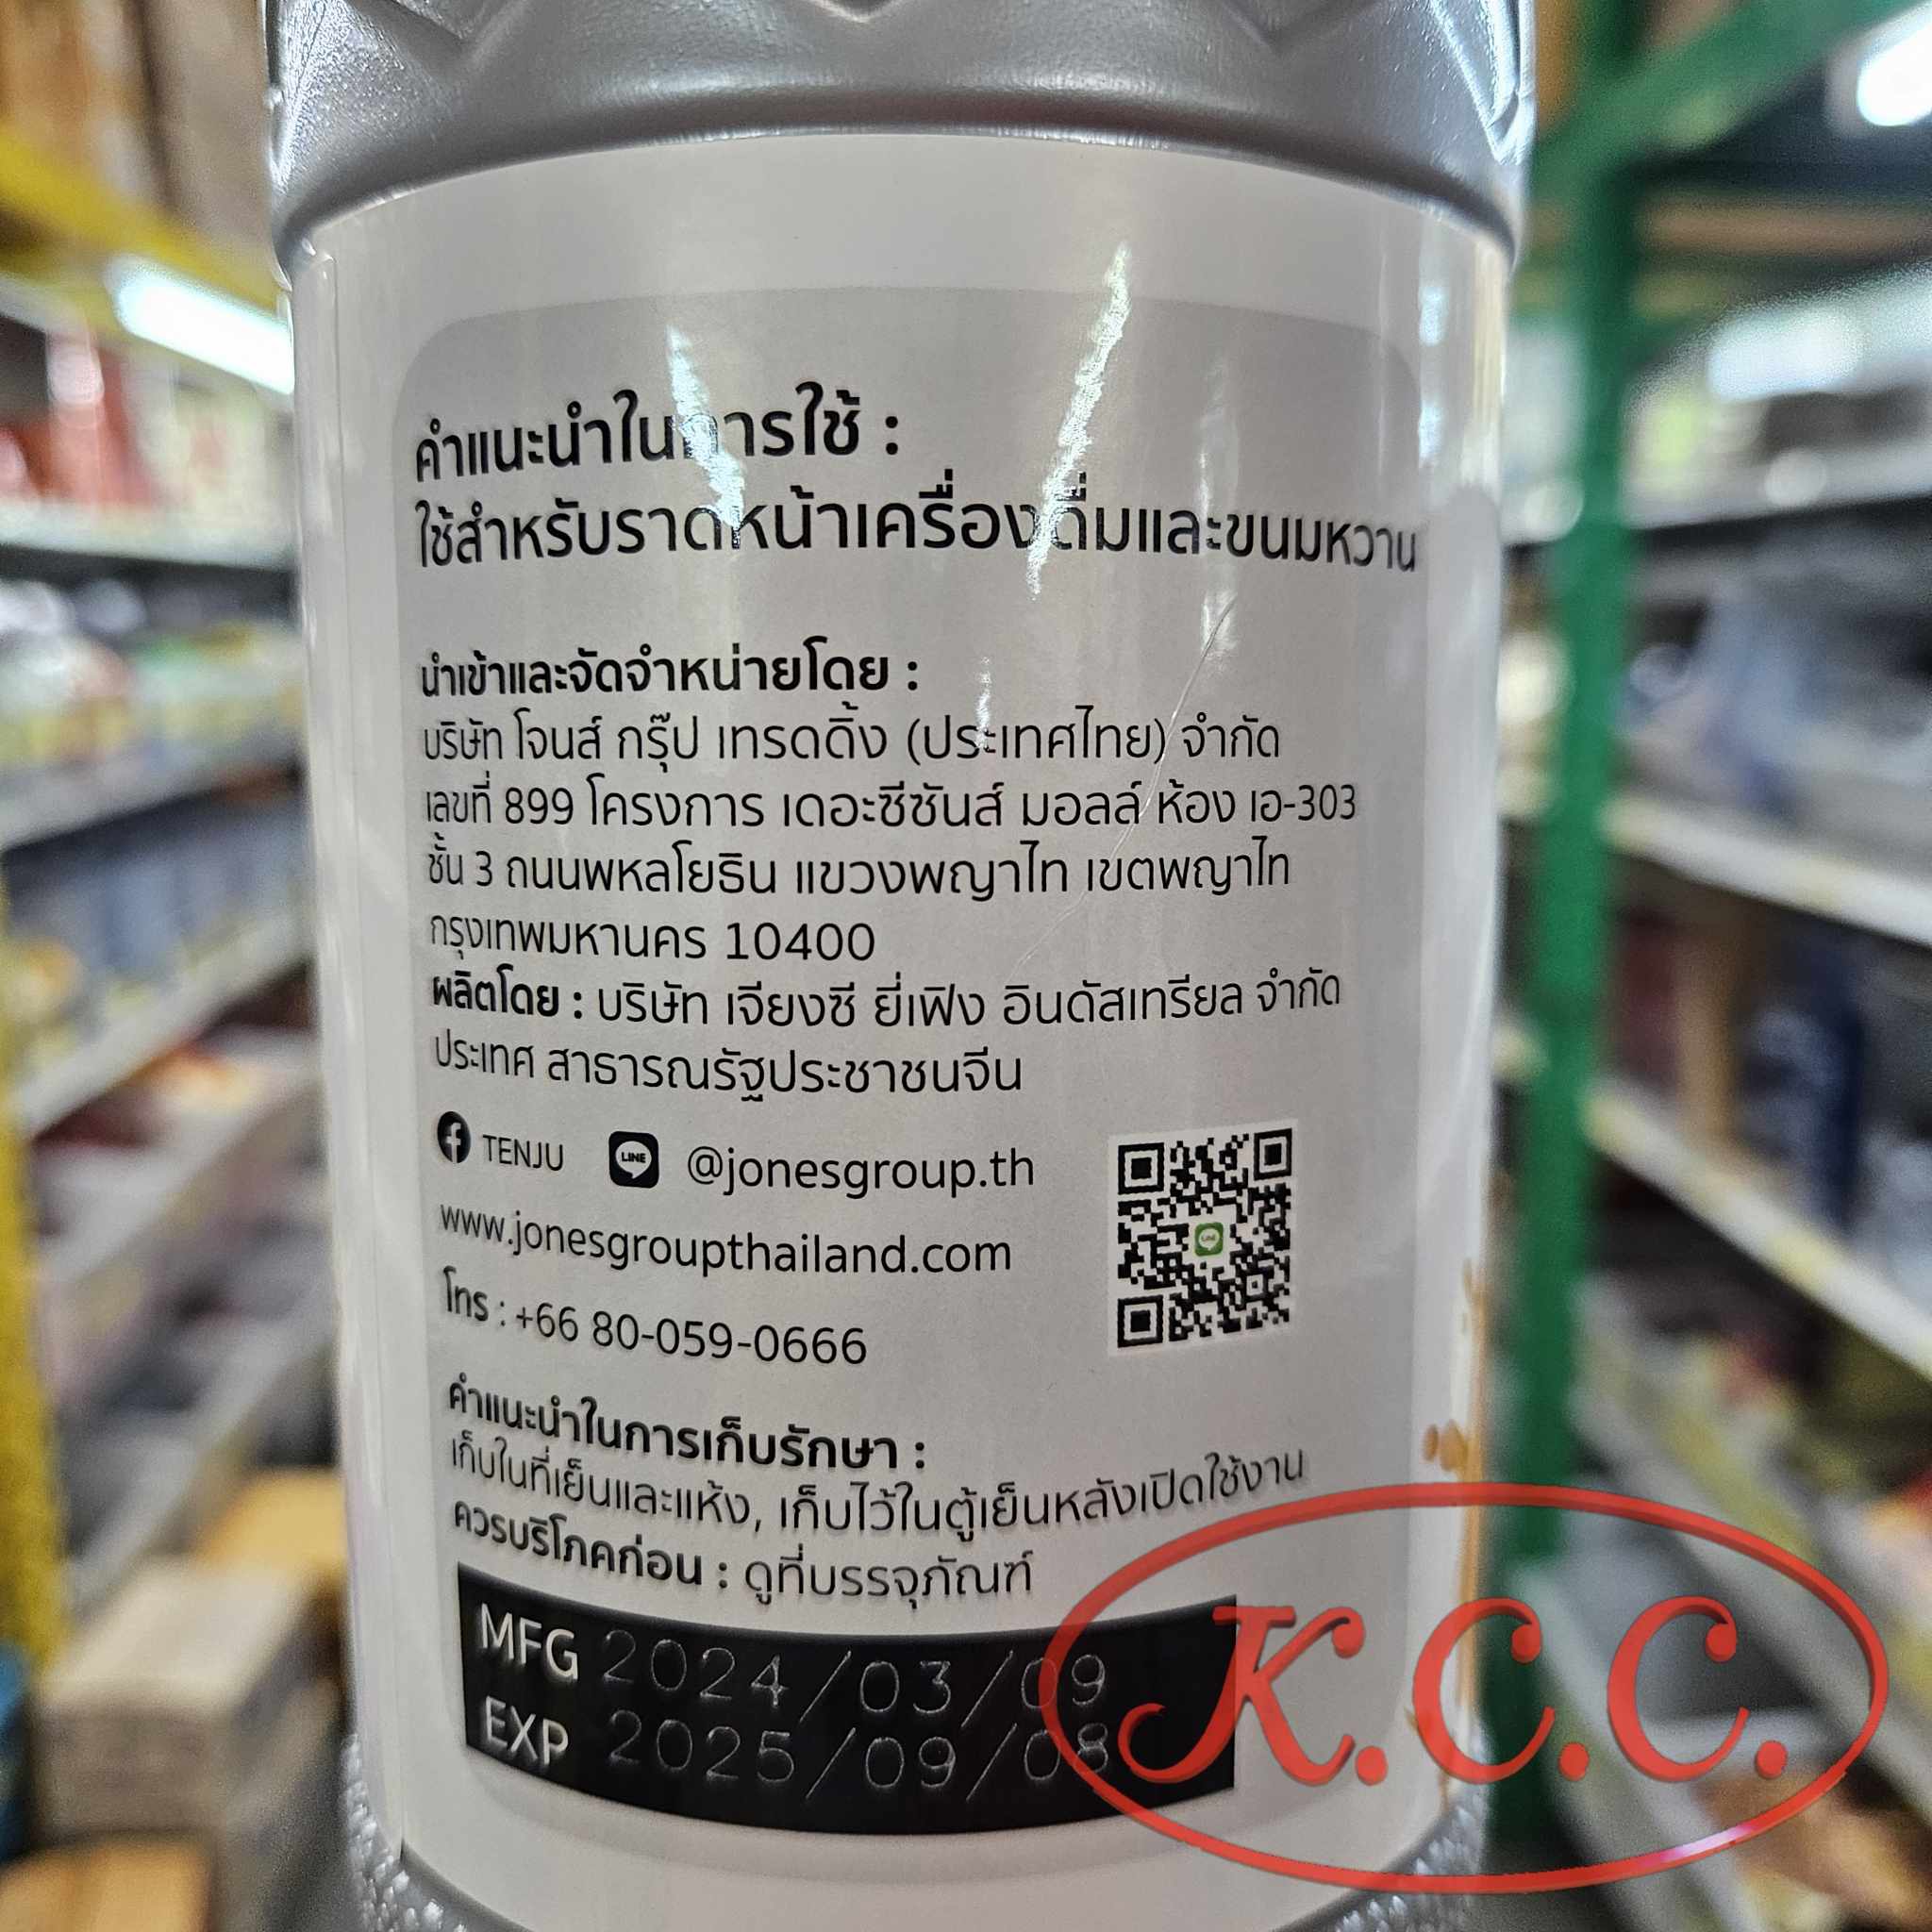 คำแนะนำในการใช้ :
ใช้สำหรับราดหน้าเครื่องดื่มและขนมหวาน
นำเข้าและจัดจำหน่ายโดย :
บริษัท โจนส์ กรุ๊ป เทรดดิ้ง (ประเทศไทย) จำกัด
เลขที่ 899 โครงการ เดอะซีซันส์ มอลล์ ห้อง เอ-303
ชั้น 3 ถนนพหลโยธิน แขวงพญาไท เขตพญาไท
กรุงเทพมหานคร 10400
ผลิตโดย : บริษัท เจียงซี ยี่เฟิง อินดัสเทรียล จำกัด
ประเทศ สาธารณรัฐประชาชนจีน
TENJU LINE @jonesgroup.th
www.jonesgroupthailand.com
โทร : +66 80-059-0666
คำแนะนำในการเก็บรักษา :
เก็บในที่เย็นและแห้ง, เก็บไว้ในตู้เย็นหลังเปิดใช้งาน
ควรบริโภคก่อน : ดูที่บรรจุภัณฑ์
MFG 2024/03/09
EXP 2025/09/08
K.C.C.